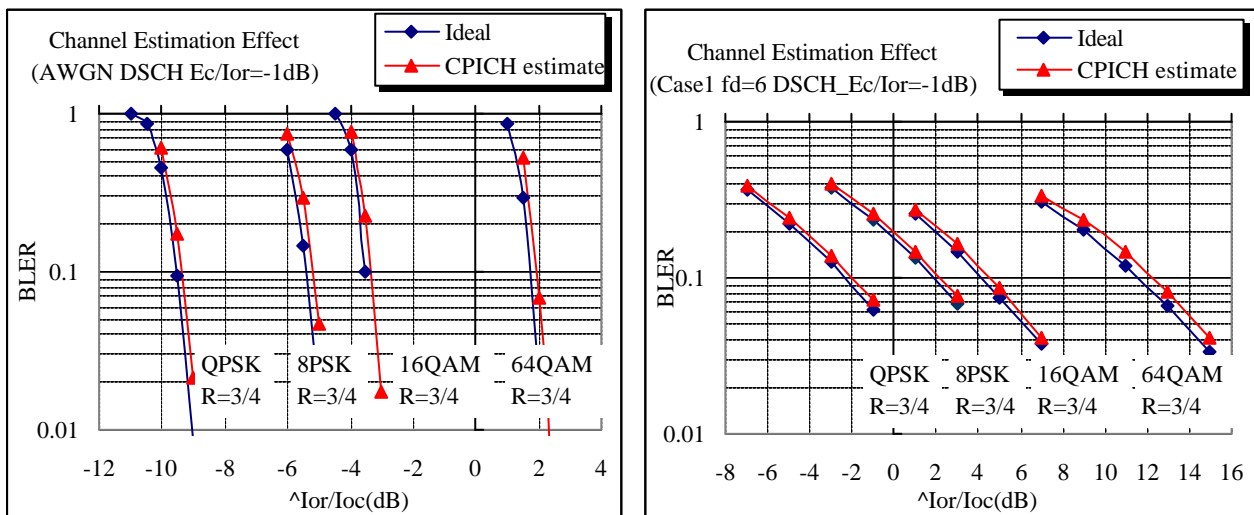 Channel Estimation Effect
(AWGN DSCH Ec/Ior=-1dB)
Ideal
CPICH estimate
1
0.1
0.01
BLER
QPSK
R=3/4
8PSK
R=3/4
16QAM
R=3/4
64QAM
R=3/4
-12 -10 -8 -6 -4 -2 0 2 4
^Ior/Ioc(dB)
Channel Estimation Effect
(Case1 fd=6 DSCH_Ec/Ior=-1dB)
Ideal
CPICH estimate
1
0.1
0.01
BLER
QPSK
R=3/4
8PSK
R=3/4
16QAM
R=3/4
64QAM
R=3/4
-8 -6 -4 -2 0 2 4 6 8 10 12 14 16
^Ior/Ioc(dB)